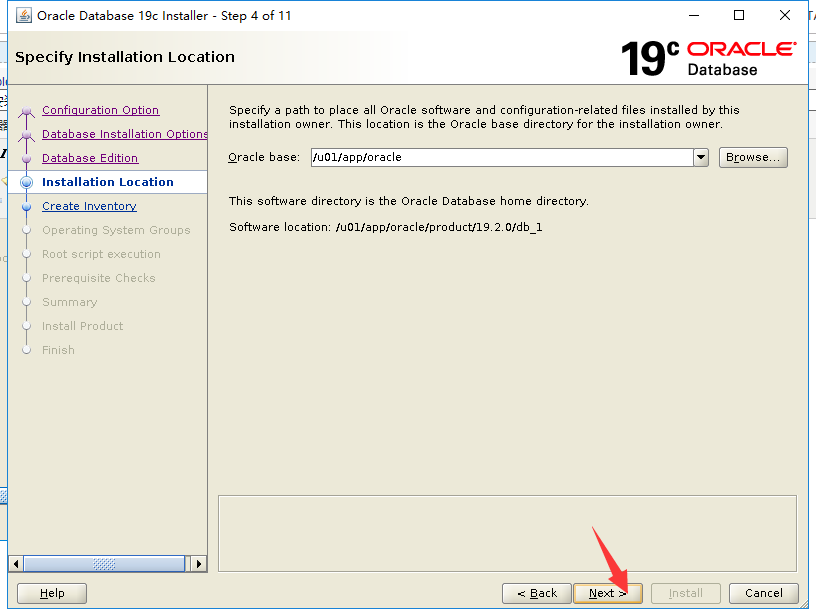 Oracle Database 19c Installer - Step 4 of 11
Specify Installation Location
19c ORACLE
Database
Configuration Option
Database Installation Options
Database Edition
Installation Location
Create Inventory
Operating System Groups
Root script execution
Prerequisite Checks
Summary
Install Product
Finish
Specify a path to place all Oracle software and configuration-related files installed by this
installation owner. This location is the Oracle base directory for the installation owner.
Oracle base: /u01/app/oracle Browse...
This software directory is the Oracle Database home directory.
Software location: /u01/app/oracle/product/19.2.0/db_1
Help < Back Next > Install Cancel